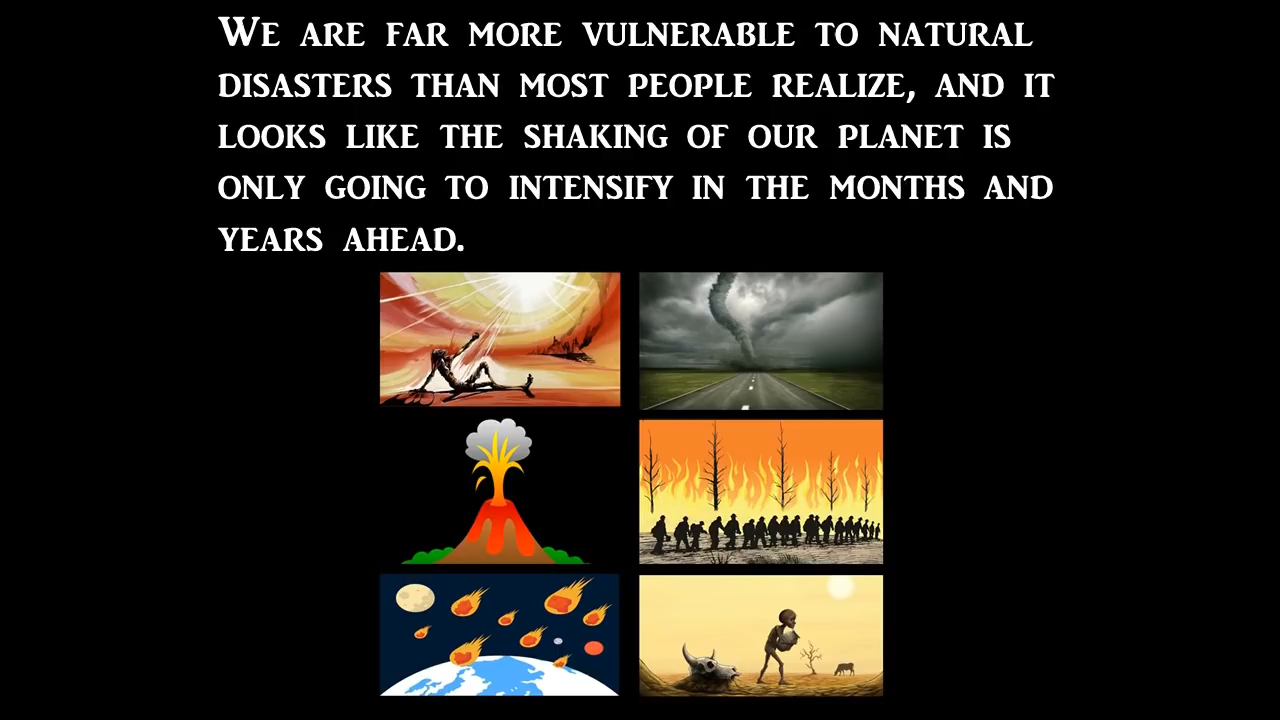 We are far more vulnerable to natural
disasters than most people realize, and it
looks like the shaking of our planet is
only going to intensify in the months and
years ahead.